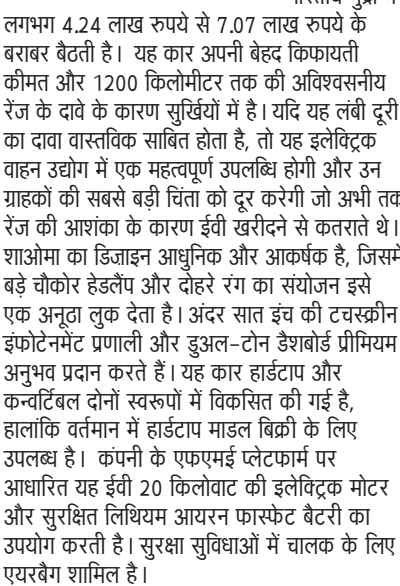 लगभग 4.24 लाख रुपये से 7.07 लाख रुपये के
बराबर बैठती है। यह कार अपनी बेहद किफायती
कीमत और 1200 किलोमीटर तक की अविश्वसनीय
रेंज के दावे के कारण सुर्खियों में है। यदि यह लंबी दूरी
का दावा वास्तविक साबित होता है, तो यह इलेक्ट्रिक
वाहन उद्योग में एक महत्वपूर्ण उपलब्धि होगी और उन
ग्राहकों की सबसे बड़ी चिंता को दूर करेगी जो अभी तक
रेंज की आशंका के कारण ईवी खरीदने से कतराते थे।
शाओमा का डिजाइन आधुनिक और आकर्षक है, जिसमें
बड़े चौकोर हेडलैंप और दोहरे रंग का संयोजन इसे
एक अनूठा लुक देता है। अंदर सात इंच की टचस्क्रीन
इंफोटेनमेंट प्रणाली और डुअल-टोन डैशबोर्ड प्रीमियम
अनुभव प्रदान करते हैं। यह कार हार्डटाप और
कन्वर्टिबल दोनों स्वरूपों में विकसित की गई है,
हालांकि वर्तमान में हार्डटाप माडल बिक्री के लिए
उपलब्ध है। कंपनी के एफएमई प्लेटफार्म पर
आधारित यह ईवी 20 किलोवाट की इलेक्ट्रिक मोटर
और सुरक्षित लिथियम आयरन फास्फेट बैटरी का
उपयोग करती है। सुरक्षा सुविधाओं में चालक के लिए
एयरबैग शामिल है।